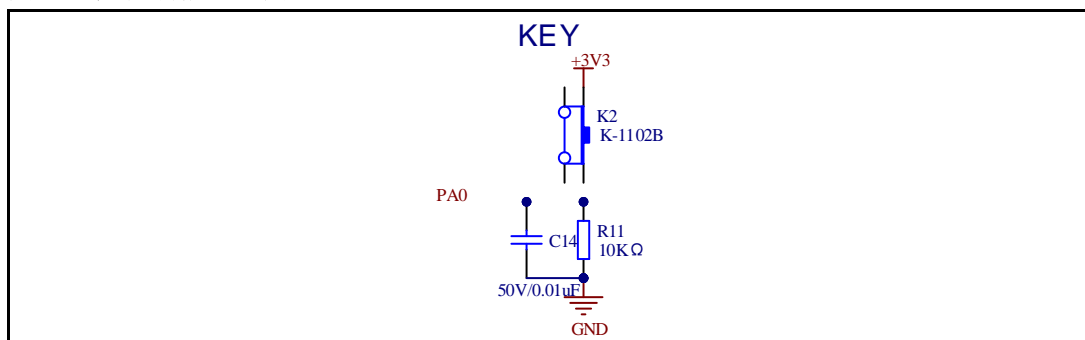 KEY
+3V3
K2
K-1102B
PA0
C14
R11
10KΩ
50V/0.01uF
GND